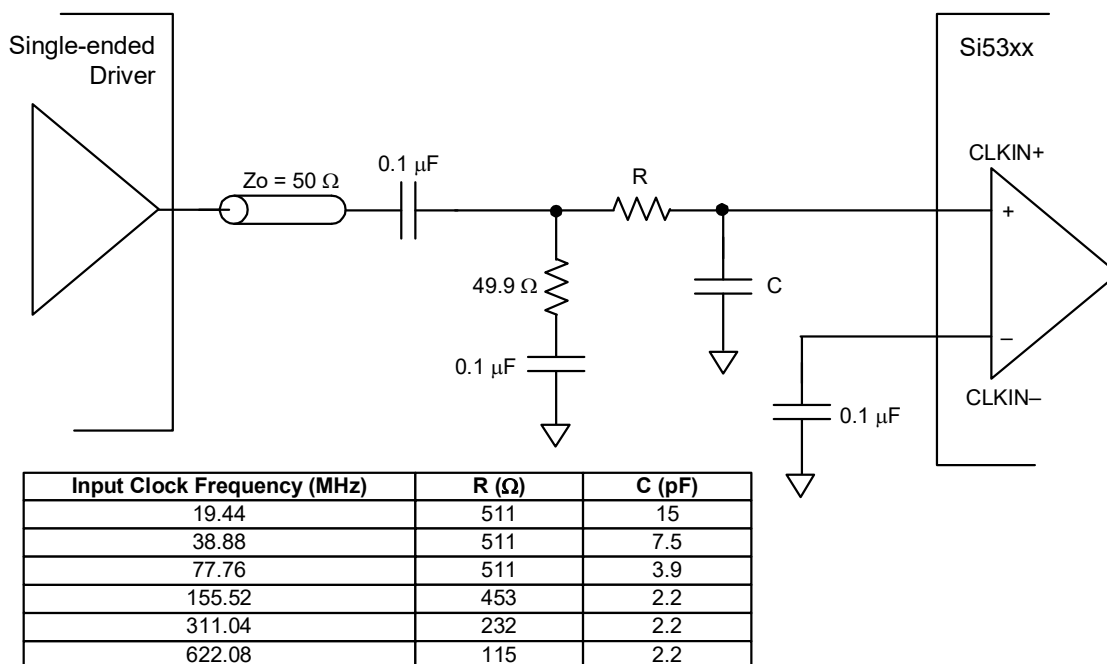 Single-ended
Driver
Si53xx
Zo = 50 Ω
0.1 μF
R
CLKIN+
+
49.9 Ω
C
0.1 μF
–
CLKIN–
0.1 μF
Input Clock Frequency (MHz) R (Ω) C (pF)
19.44 511 15
38.88 511 7.5
77.76 511 3.9
155.52 453 2.2
311.04 232 2.2
622.08 115 2.2